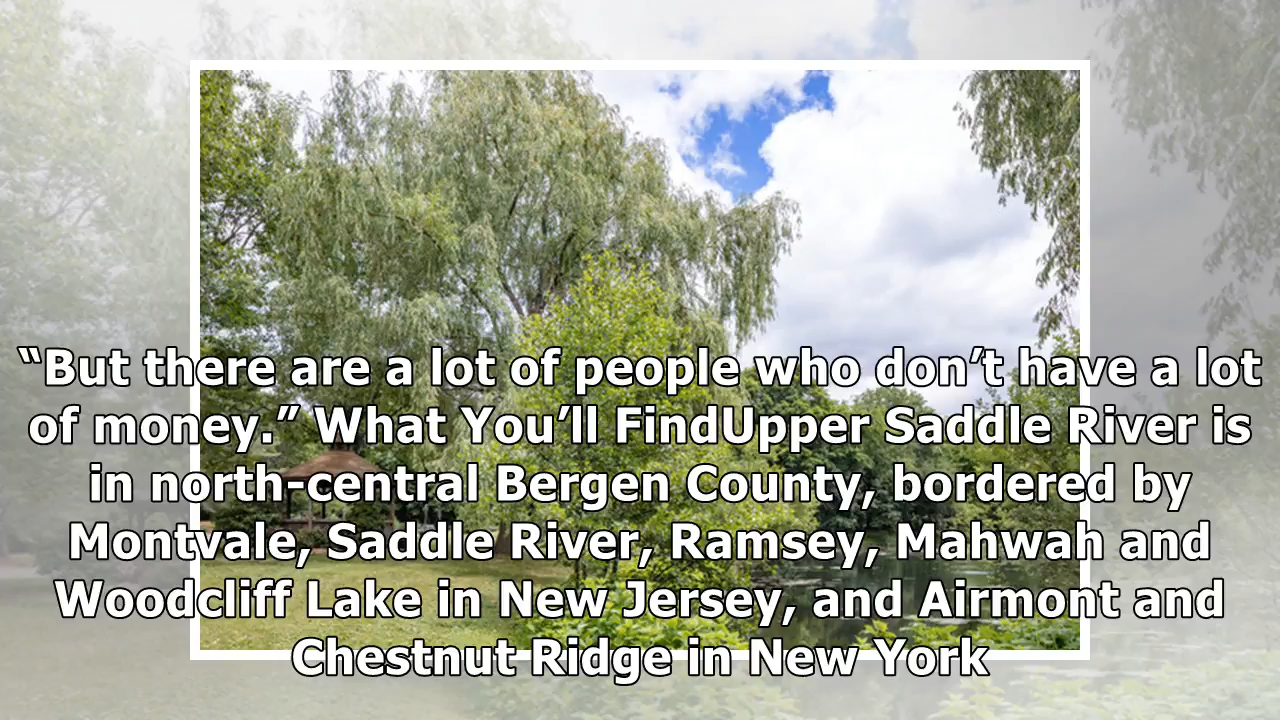 “But there are a lot of people who don’t have a lot
of money.” What You’ll FindUpper Saddle River is
in north-central Bergen County, bordered by
Montvale, Saddle River, Ramsey, Mahwah and
Woodcliff Lake in New Jersey, and Airmont and
Chestnut Ridge in New York